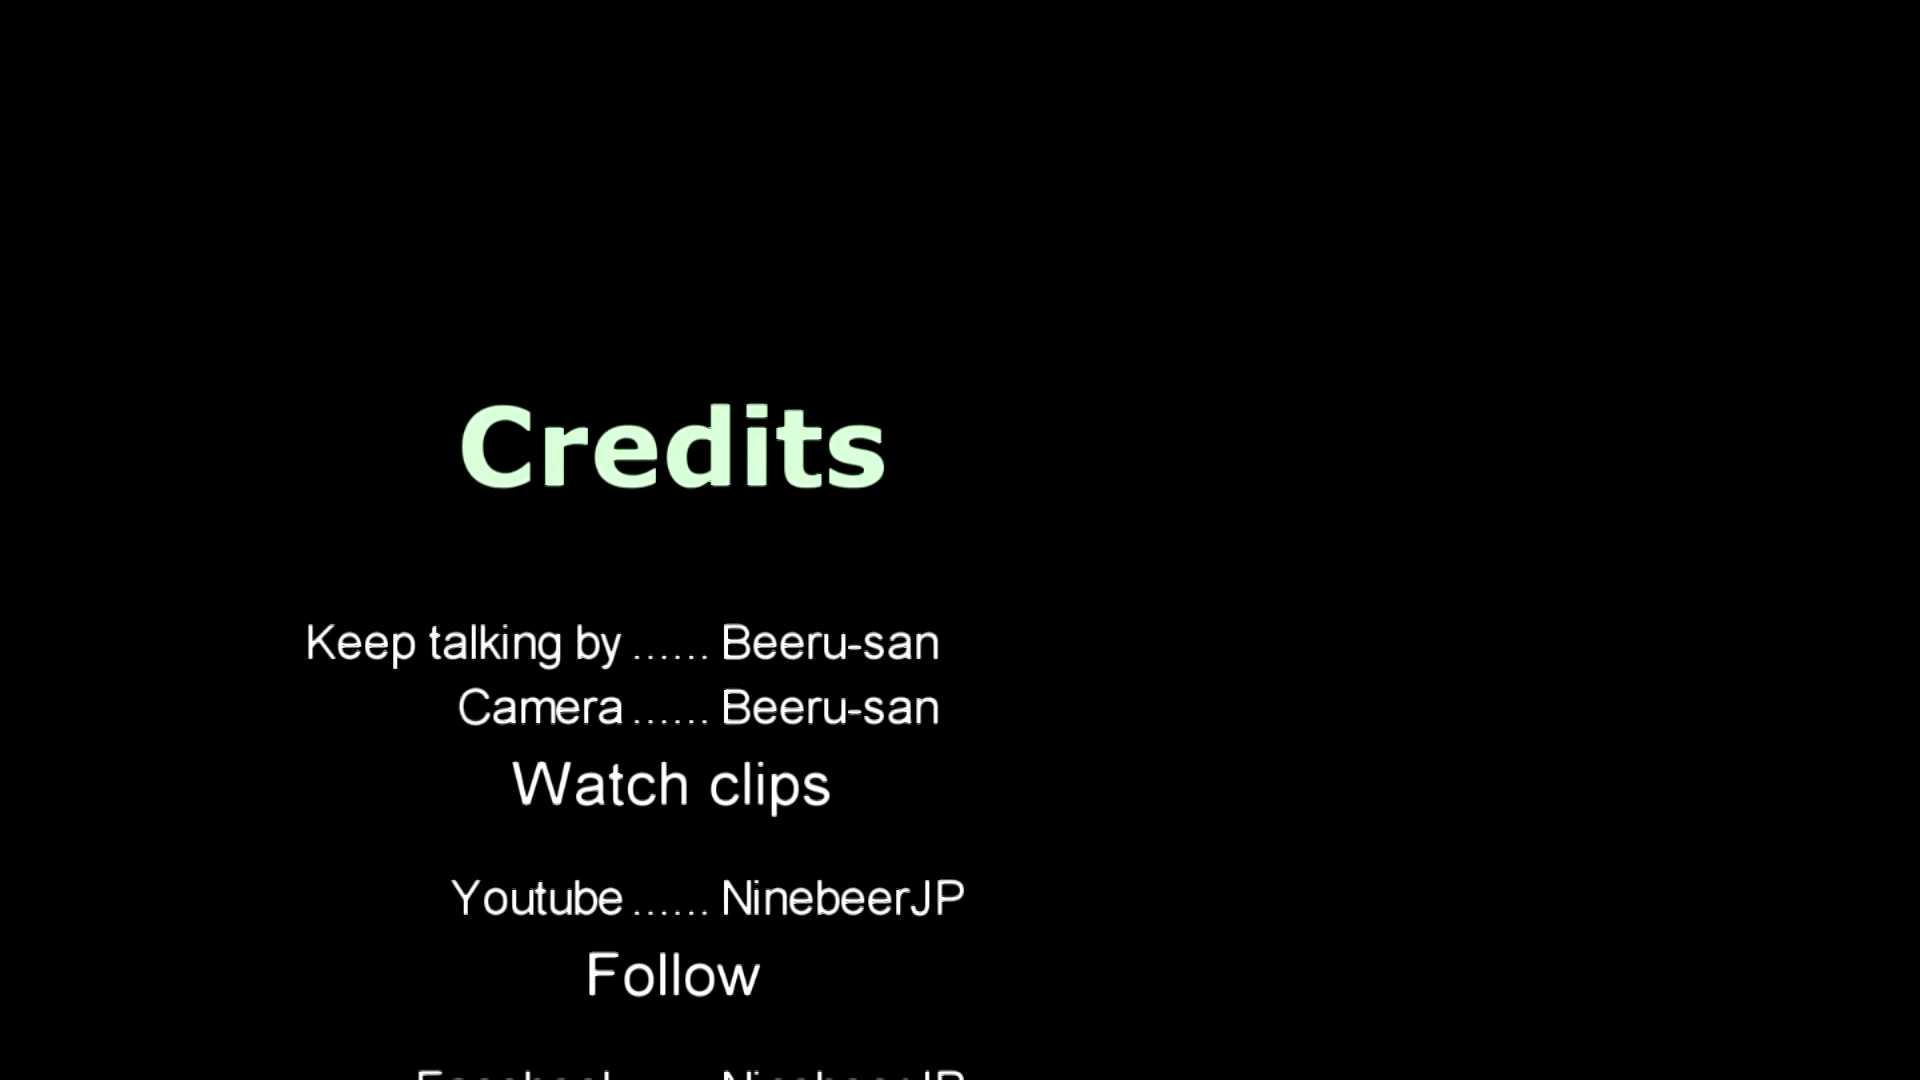 Credits
Keep talking by ...... Beeru-san
Camera ...... Beeru-san
Watch clips
Youtube ...... NinebeerJP
Follow